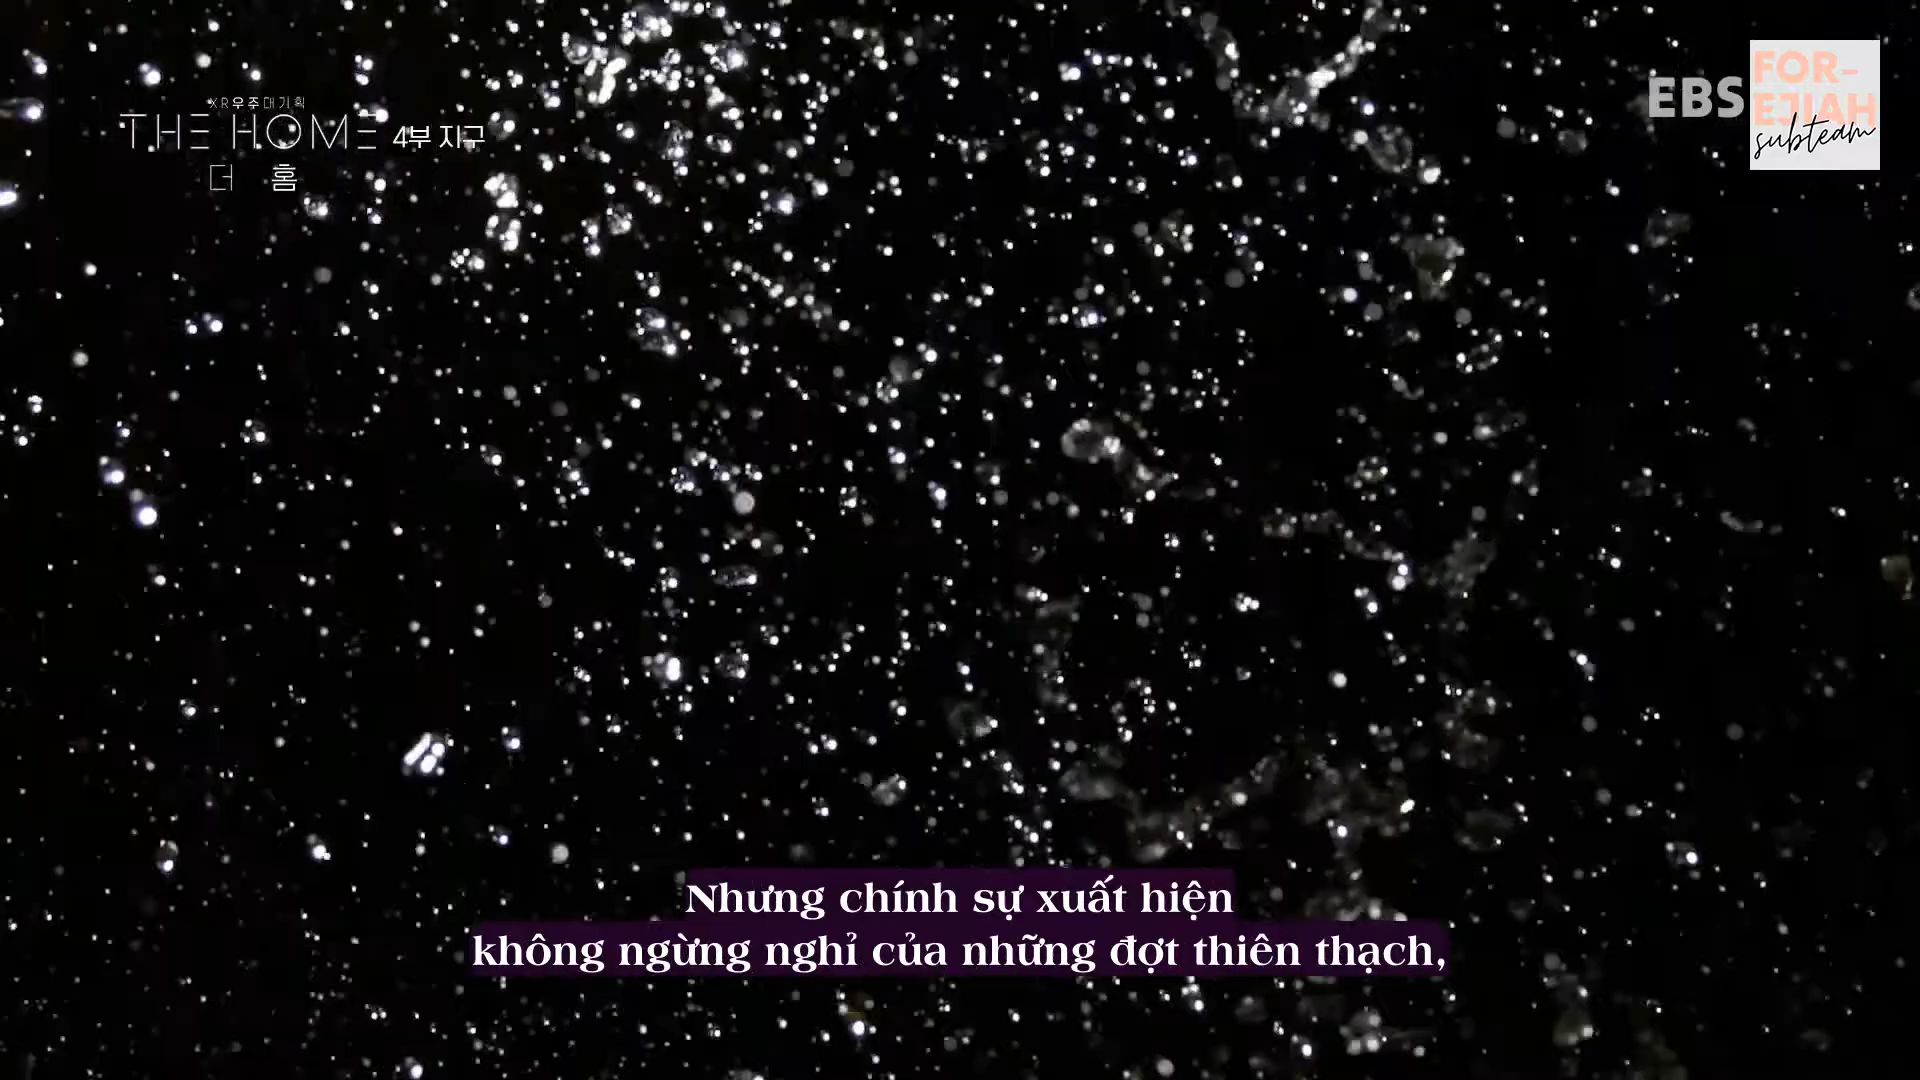 XR우주대기획
THE HOME 4부 지구
더 홈
EBS
FOR-
EJIAH
subteam
Nhưng chính sự xuất hiện
không ngừng nghỉ của những đợt thiên thạch,